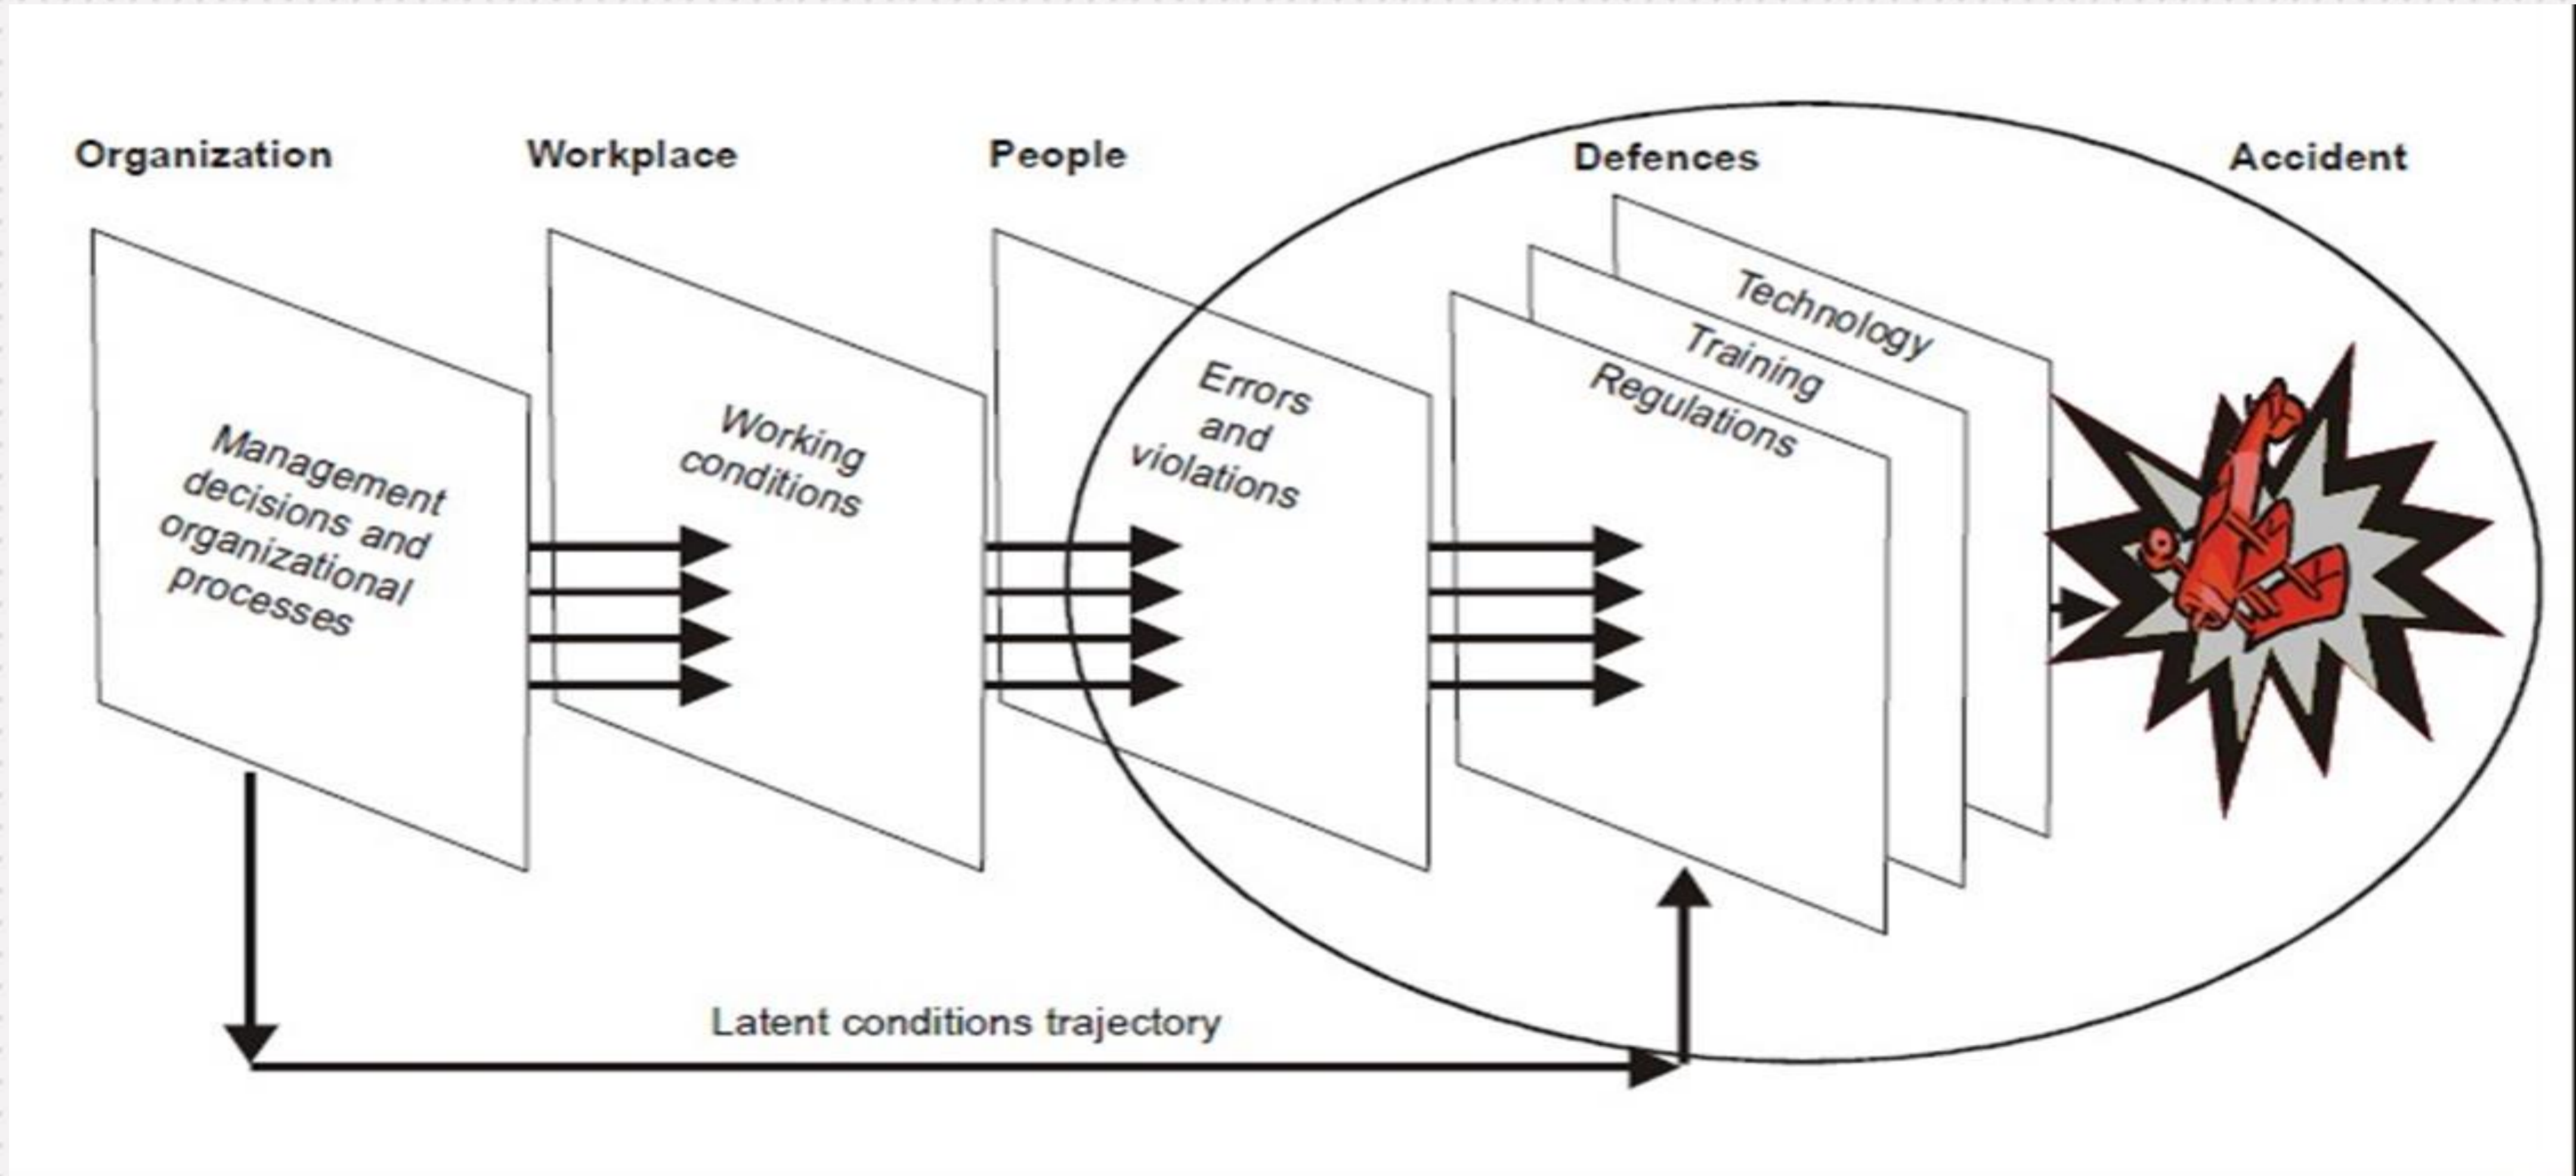 Organization
Workplace
People
Defences
Accident
Management
decisions and
organizational
processes
Working
conditions
Errors
and
violations
Technology
Training
Regulations
Latent conditions trajectory